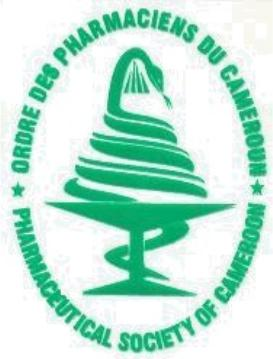 ORDRE DES PHARMACIENS DU CAMEROUN
PHARMACEUTICAL SOCIETY OF CAMEROON